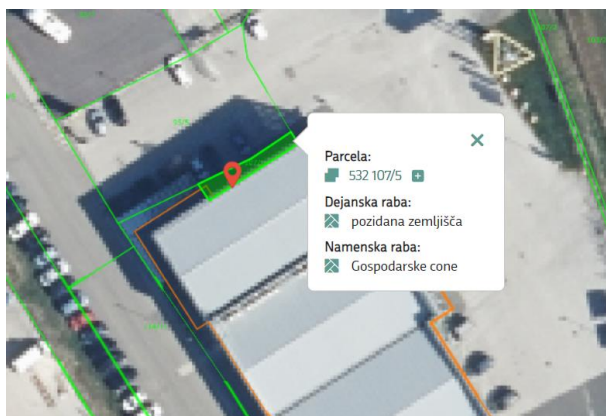 Parcela:
532 107/5
Dejanska raba:
pozidana zemljišča
Namenska raba:
Gospodarske cone